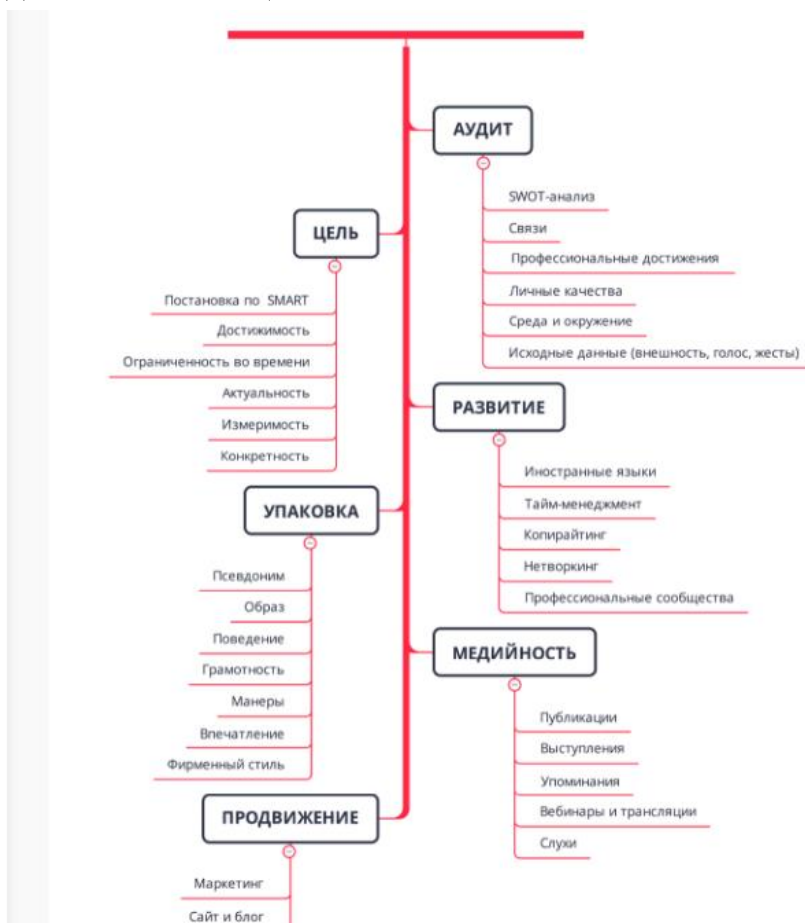 АУДИТ
SWOT-анализ
Связи
Профессиональные достижения
Личные качества
Среда и окружение
Исходные данные (внешность, голос, жесты)
ЦЕЛЬ
Постановка по SMART
Достижимость
Ограниченность во времени
Актуальность
Измеримость
Конкретность
РАЗВИТИЕ
Иностранные языки
Тайм-менеджмент
Копирайтинг
Нетворкинг
Профессиональные сообщества
УПАКОВКА
Псевдоним
Образ
Поведение
Грамотность
Манеры
Впечатление
Фирменный стиль
МЕДИЙНОСТЬ
Публикации
Выступления
Упоминания
Вебинары и трансляции
Слухи
ПРОДВИЖЕНИЕ
Маркетинг
Сайт и блог